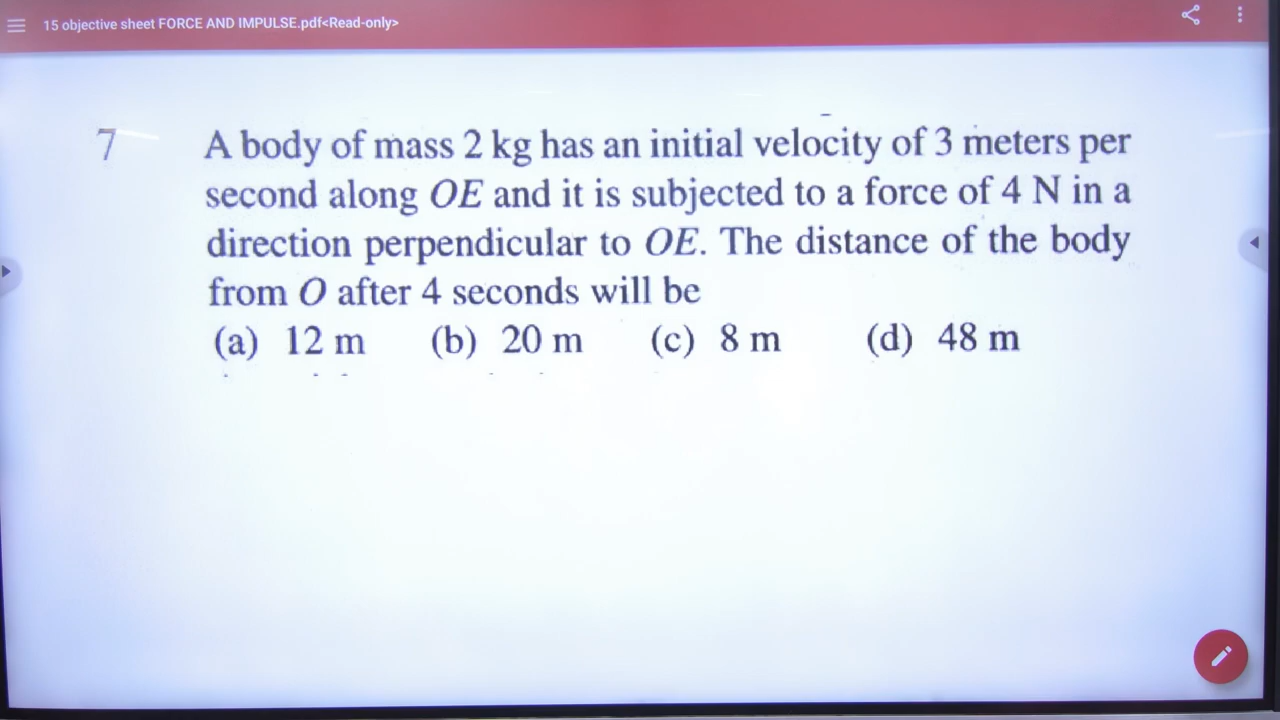 15 objective sheet FORCE AND IMPULSE.pdf<Read-only>
7 A body of mass 2 kg has an initial velocity of 3 meters per
second along OE and it is subjected to a force of 4 N in a
direction perpendicular to OE. The distance of the body
from O after 4 seconds will be
(a) 12 m (b) 20 m (c) 8 m (d) 48 m